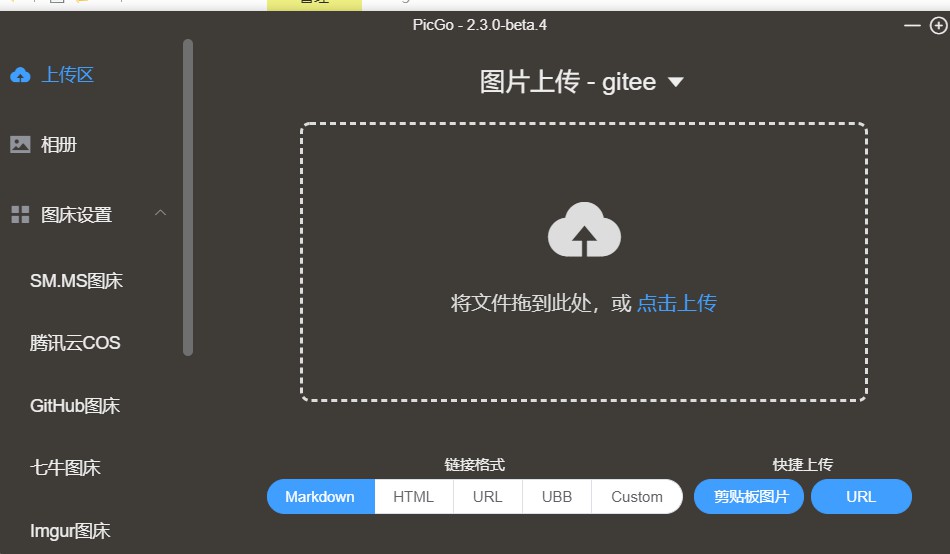 PicGo - 2.3.0-beta.4
上传区
相册
图床设置
SM.MS图床
腾讯云COS
GitHub图床
七牛图床
Imgur图床
图片上传 - gitee
将文件拖到此处，或 点击上传
链接格式
Markdown HTML URL UBB Custom
快捷上传
剪贴板图片 URL